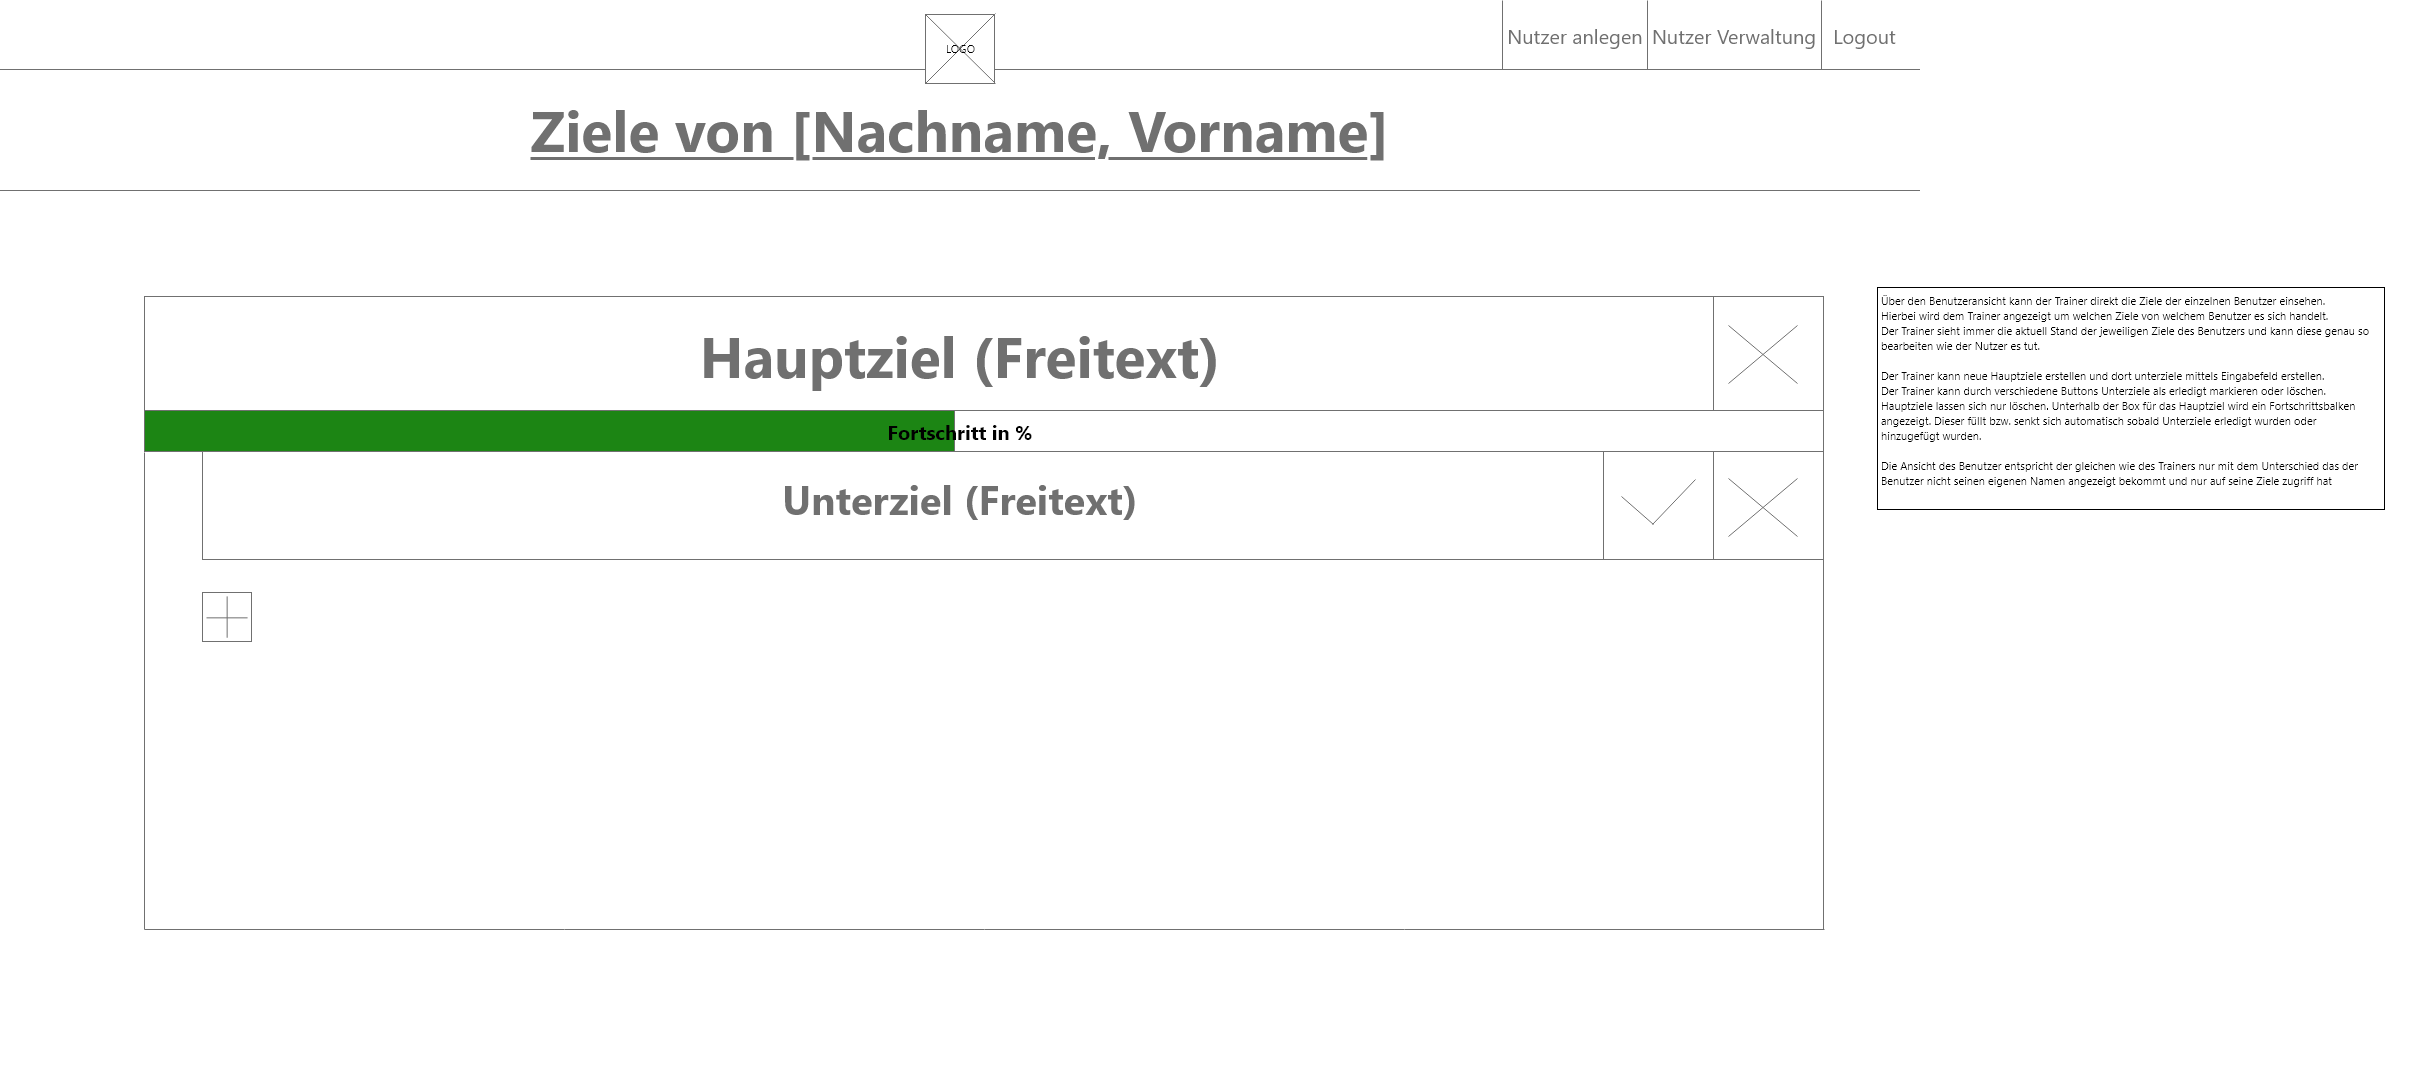 LOGO
Nutzer anlegen
Nutzer Verwaltung
Logout
Ziele von [Nachname, Vorname]
Hauptziel (Freitext)
Fortschritt in %
Unterziel (Freitext)
Über den Benutzeransicht kann der Trainer direkt die Ziele der einzelnen Benutzer einsehen.
Hierbei wird dem Trainer angezeigt um welchen Ziele von welchem Benutzer es sich handelt.
Der Trainer sieht immer die aktuell Stand der jeweiligen Ziele des Benutzers und kann diese genau so
bearbeiten wie der Nutzer es tut.
Der Trainer kann neue Hauptziele erstellen und dort unterziele mittels Eingabefeld erstellen.
Der Trainer kann durch verschiedene Buttons Unterziele als erledigt markieren oder löschen.
Hauptziele lassen sich nur löschen. Unterhalb der Box für das Hauptziel wird ein Fortschrittsbalken
angezeigt. Dieser füllt bzw. senkt sich automatisch sobald Unterziele erledigt wurden oder
hinzugefügt wurden.
Die Ansicht des Benutzer entspricht der gleichen wie des Trainers nur mit dem Unterschied das der
Benutzer nicht seinen eigenen Namen angezeigt bekommt und nur auf seine Ziele zugriff hat